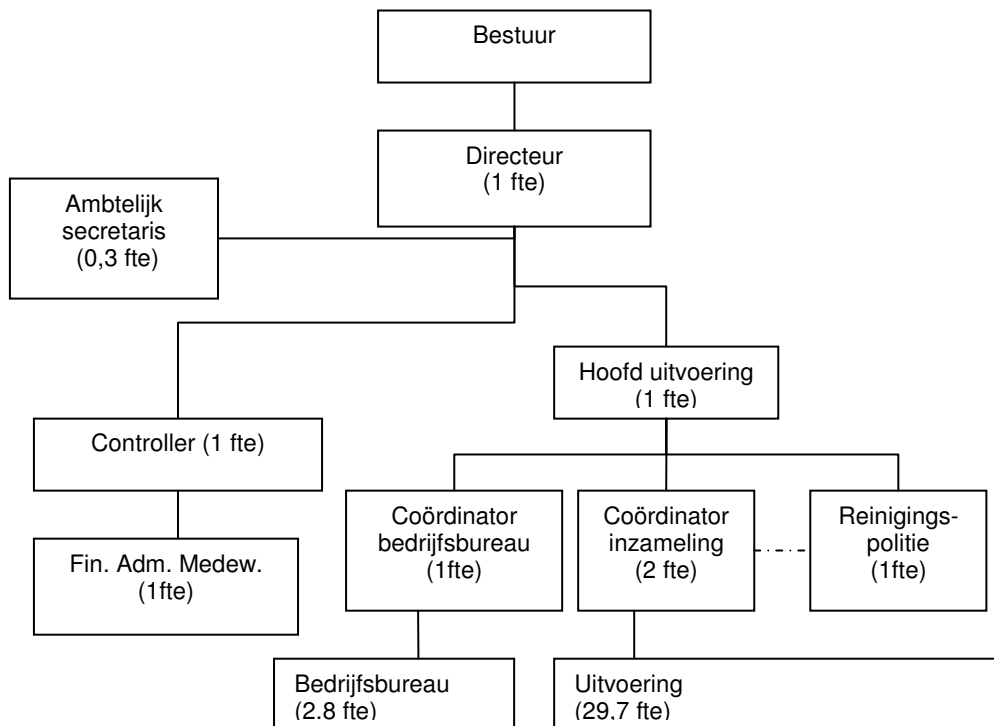 Bestuur
Directeur
(1 fte)
Ambtelijk
secretaris
(0,3 fte)
Hoofd uitvoering
(1 fte)
Controller (1 fte)
Fin. Adm. Medew.
(1fte)
Coördinator
bedrijfsbureau
(1fte)
Coördinator
inzameling
(2 fte)
Reinigings-
politie
(1fte)
Bedrijfsbureau
(2.8 fte)
Uitvoering
(29,7 fte)